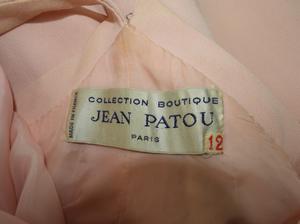 COLLECTION BOUTIQUE
JEAN PATOU
PARIS
12
MADE IN FRANCE